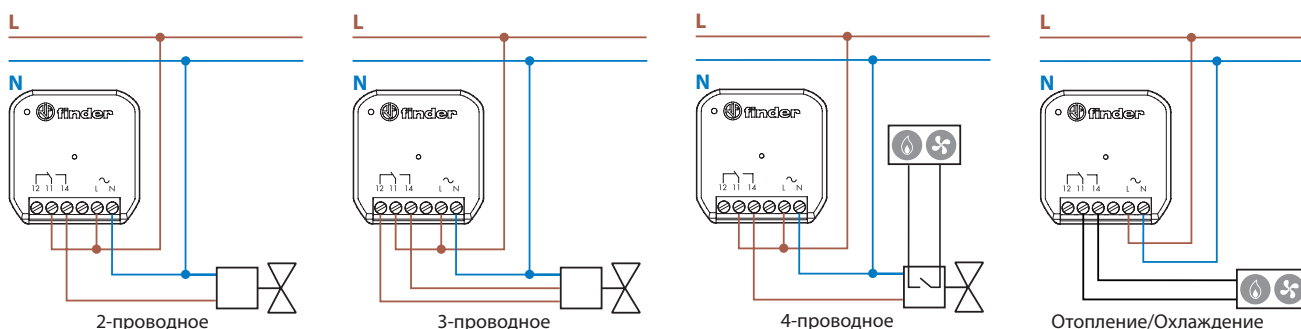 L
N
finder
12 11 14 L N
2-проводное
L
N
finder
12 11 14 L N
3-проводное
L
N
finder
12 11 14 L N
4-проводное
L
N
finder
12 11 14 L N
Отопление/Охлаждение